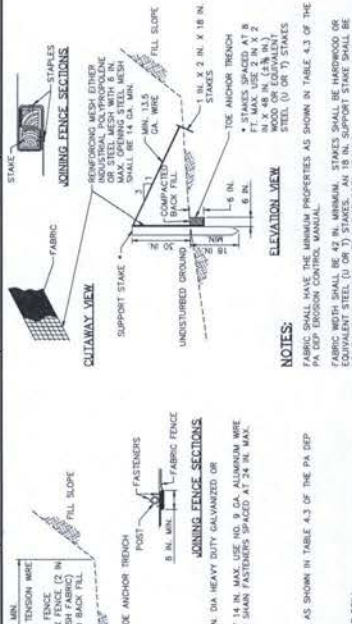 STAKE
STAPLES
JOINING FENCE SECTIONS
FABRIC
CUTAWAY VIEW
REINFORCING MESH EITHER
INDUSTRIAL POLYPROPYLENE
OR STEEL MESH WITH 6 IN.
MAX. OPENING STEEL MESH
SHALL BE 14 GA. MIN.
SUPPORT STAKE *
MIN. 13.5
GA. WIRE
FILL SLOPE
3
1
COMPACTED
BACK FILL
30 IN.
UNDISTURBED GROUND
18 IN.
MIN.
6 IN.
6 IN.
1 IN. X 2 IN. X 18 IN.
STAKES
TOE ANCHOR TRENCH
* STAKES SPACED AT 8
FT. MAX. USE 2 IN X 2
WOOD OR EQUIVALENT
STEEL (U OR T) STAKES
ELEVATION VIEW
NOTES:
FABRIC SHALL HAVE THE MINIMUM PROPERTIES AS SHOWN IN TABLE 4.3 OF THE
PA DEP EROSION CONTROL MANUAL.
FABRIC WIDTH SHALL BE 42 IN. MINIMUM. STAKES SHALL BE HARDWOOD OR
EQUIVALENT STEEL (U OR T) STAKES. AN 18 IN. SUPPORT STAKE SHALL BE
MIN.
TENSION WIRE
FILL SLOPE
FENCE
FENCE (2 IN
FABRIC)
BACK FILL
ANCHOR TRENCH
POST
FASTENERS
FABRIC FENCE
6 IN. MIN.
JOINING FENCE SECTIONS
DIA HEAVY DUTY GALVANIZED OR
14 IN. MAX. USE NO. 9 GA. ALUMINUM WIRE
CHAIN FASTENERS SPACED AT 24 IN. MAX.
AS SHOWN IN TABLE 4.3 OF THE PA DEP